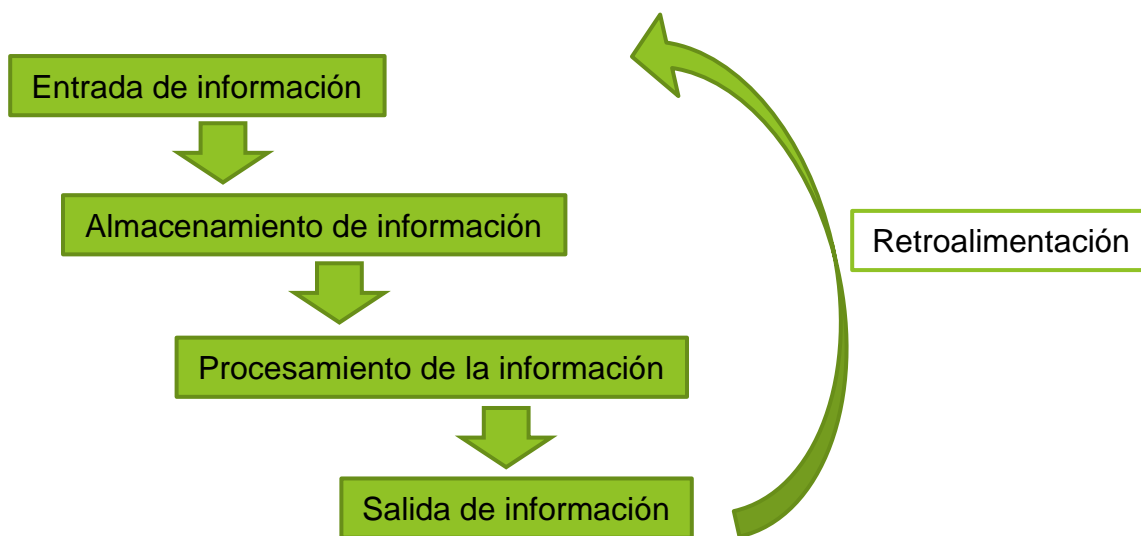 Entrada de información
Almacenamiento de información
Retroalimentación
Procesamiento de la información
Salida de información